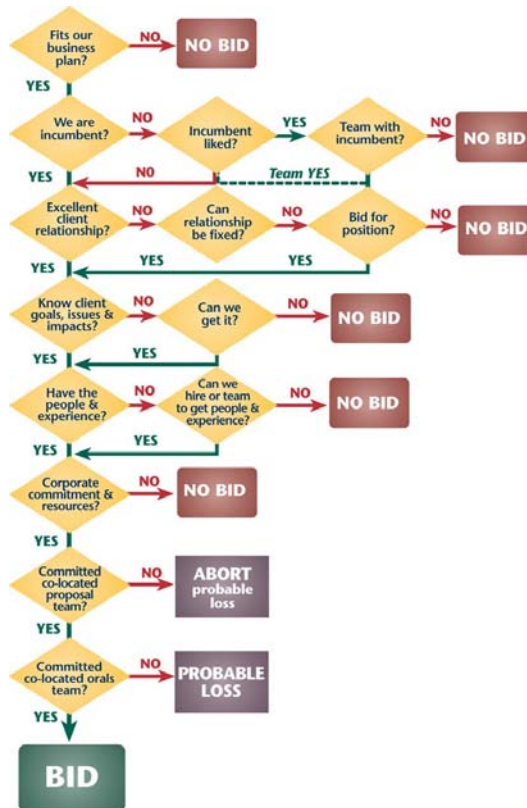 Fits our
business
plan?
NO
NO BID
YES
We are
incumbent?
NO
Incumbent
liked?
YES
Team with
incumbent?
NO
NO BID
YES
NO
Team YES
Excellent
client
relationship?
NO
Can
relationship
be fixed?
NO
Bid for
position?
NO
NO BID
YES
YES
YES
Know client
goals, issues &
impacts?
NO
Can we
get it?
NO
NO BID
YES
YES
Have the
people &
experience?
NO
Can we
hire or team
to get people &
experience?
NO
NO BID
YES
YES
Corporate
commitment &
resources?
NO
NO BID
YES
Committed
co-located
proposal
team?
NO
ABORT
probable
loss
YES
Committed
co-located orals
team?
NO
PROBABLE
LOSS
YES
BID